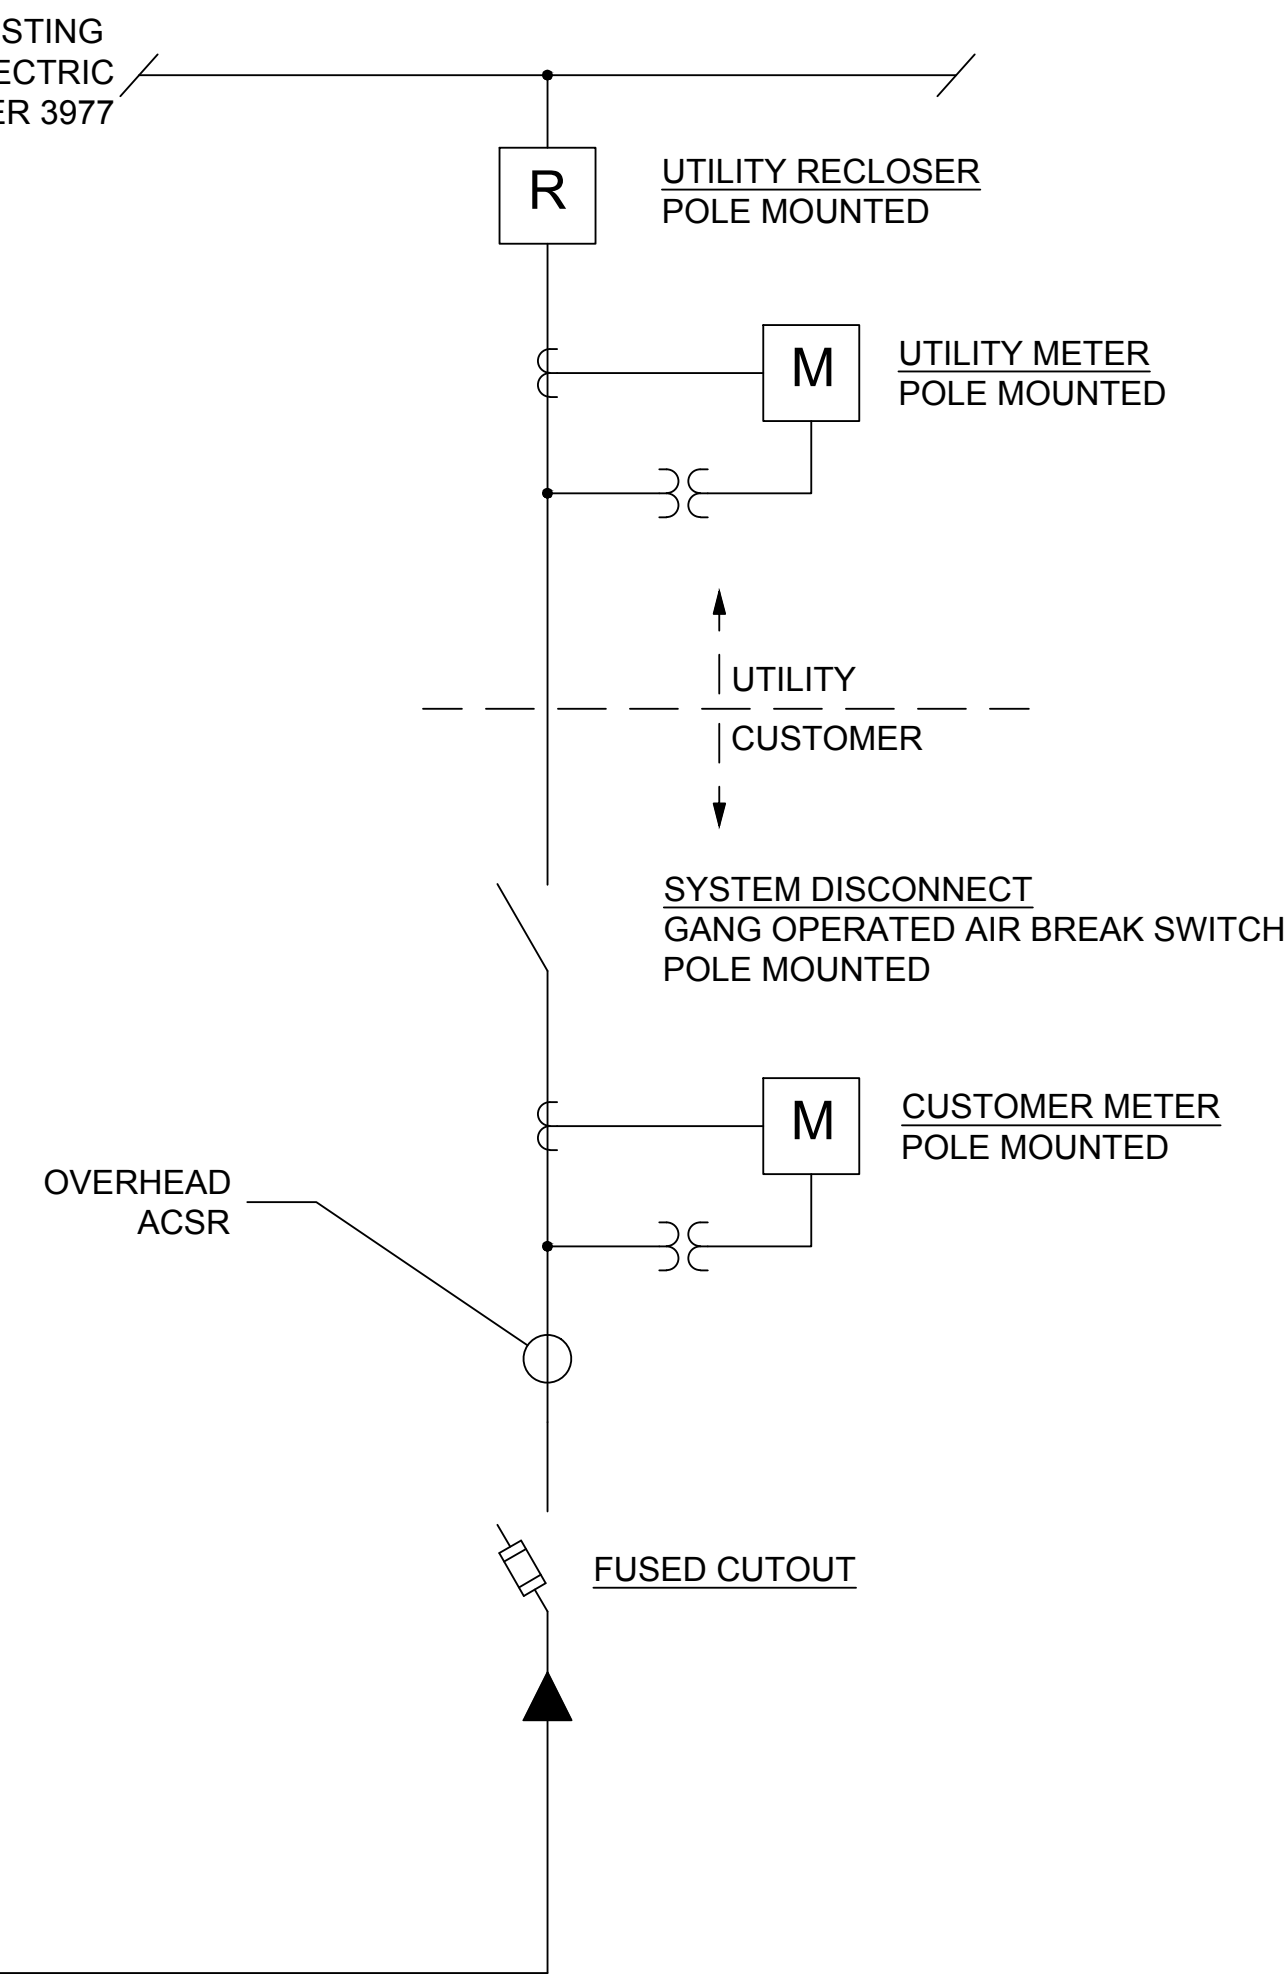 STING
ECTRIC
ER 3977
R
UTILITY RECLOSER
POLE MOUNTED
M
UTILITY METER
POLE MOUNTED
UTILITY
CUSTOMER
SYSTEM DISCONNECT
GANG OPERATED AIR BREAK SWITCH
POLE MOUNTED
M
CUSTOMER METER
POLE MOUNTED
OVERHEAD
ACSR
FUSED CUTOUT